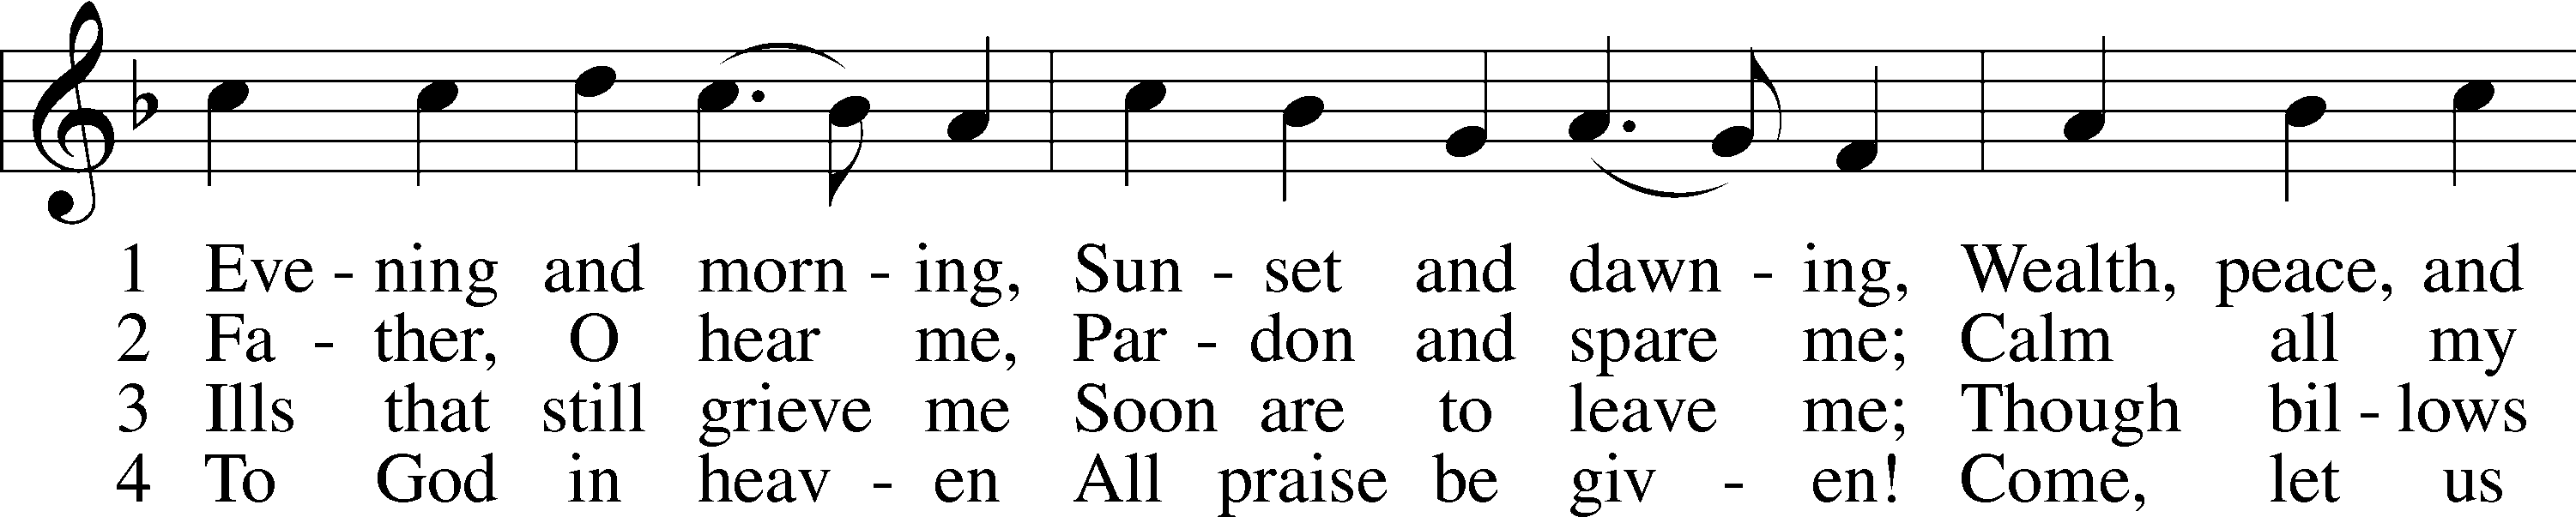 1 Eve - ning and morn - ing, Sun - set and dawn - ing, Wealth, peace, and
2 Fa - ther, O hear me, Par - don and spare me; Calm all my
3 Ills that still grieve me Soon are to leave me; Though bil - lows
4 To God in heav - en All praise be giv - en! Come, let us